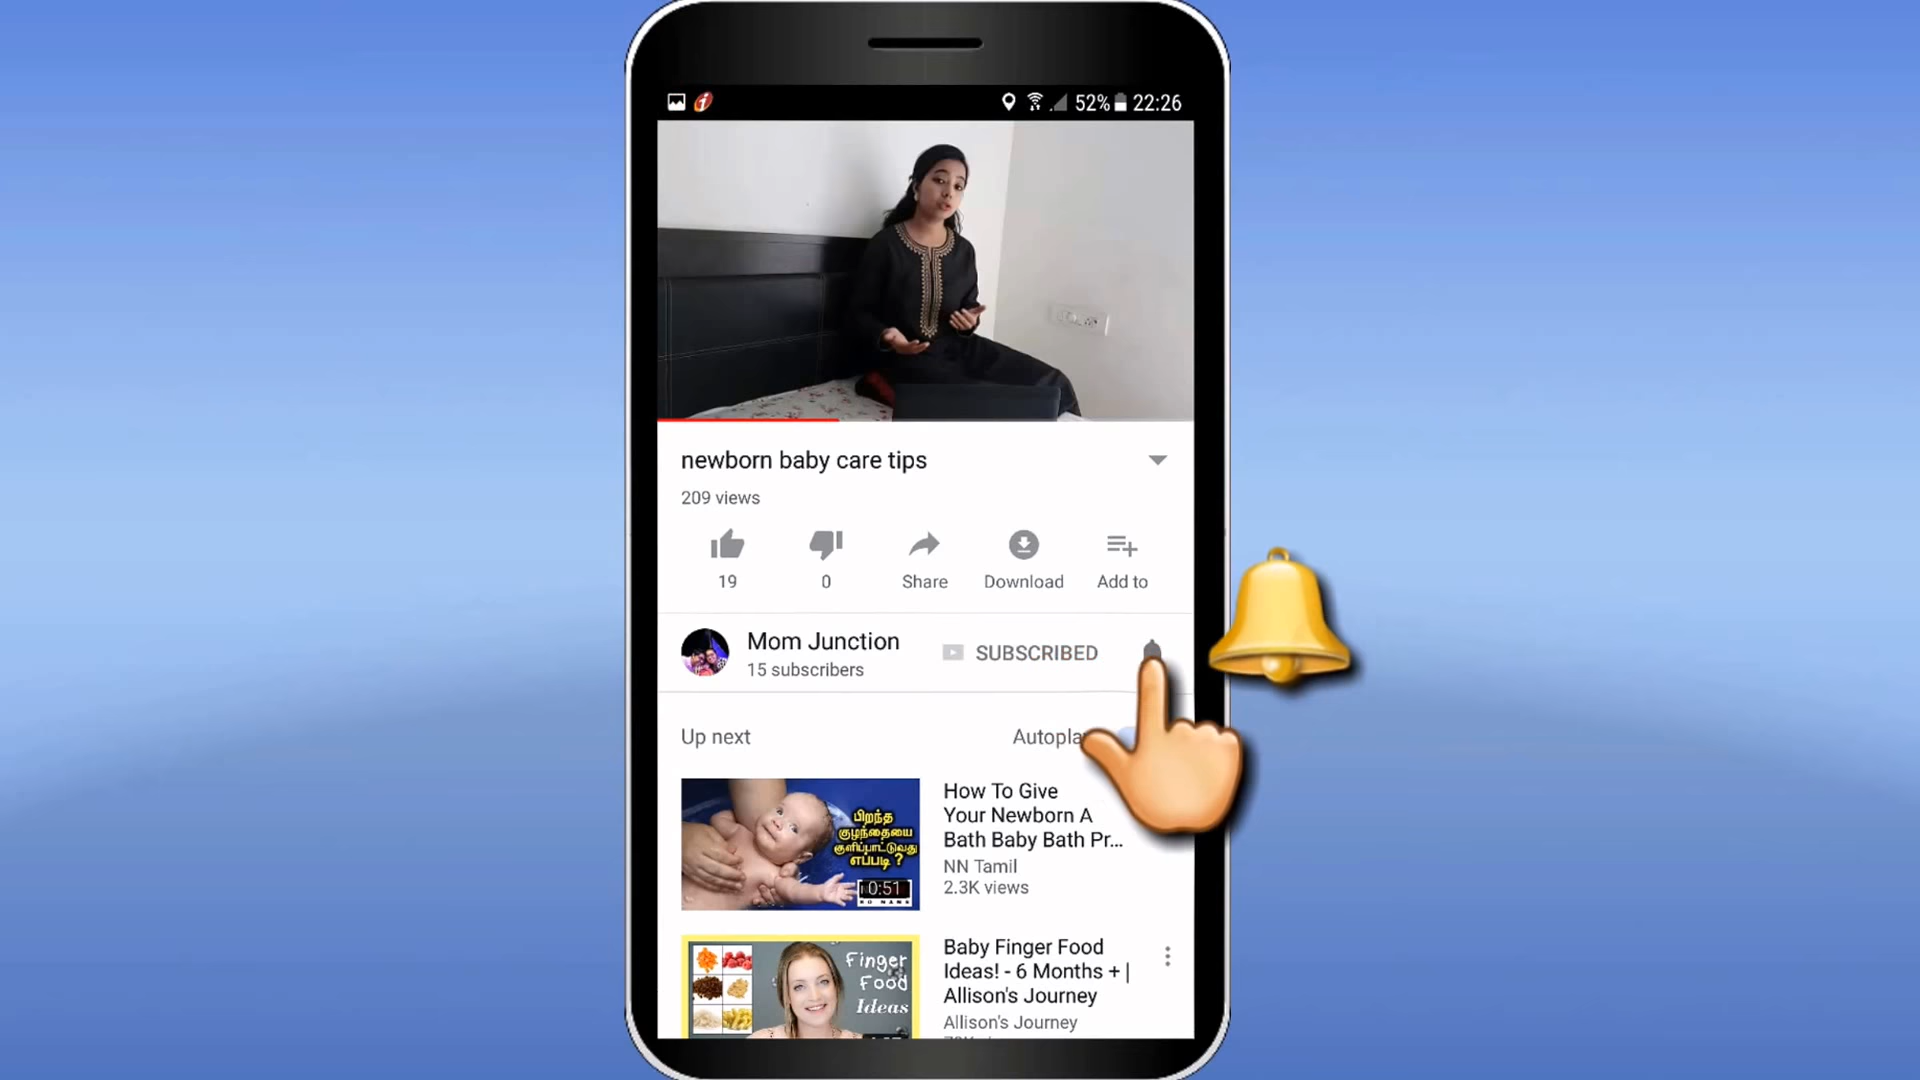 52% 22:26
newborn baby care tips
209 views
19 0 Share Download Add to
Mom Junction
15 subscribers
SUBSCRIBED
Up next
பிறந்த
குழந்தையை
குளிப்பாட்டுவது
எப்படி ?
0:51
How To Give
Your Newborn A
Bath Baby Bath Pr...
NN Tamil
2.3K views
Finger
Food
Ideas
Baby Finger Food
Ideas! - 6 Months + |
Allison's Journey
Allison's Journey